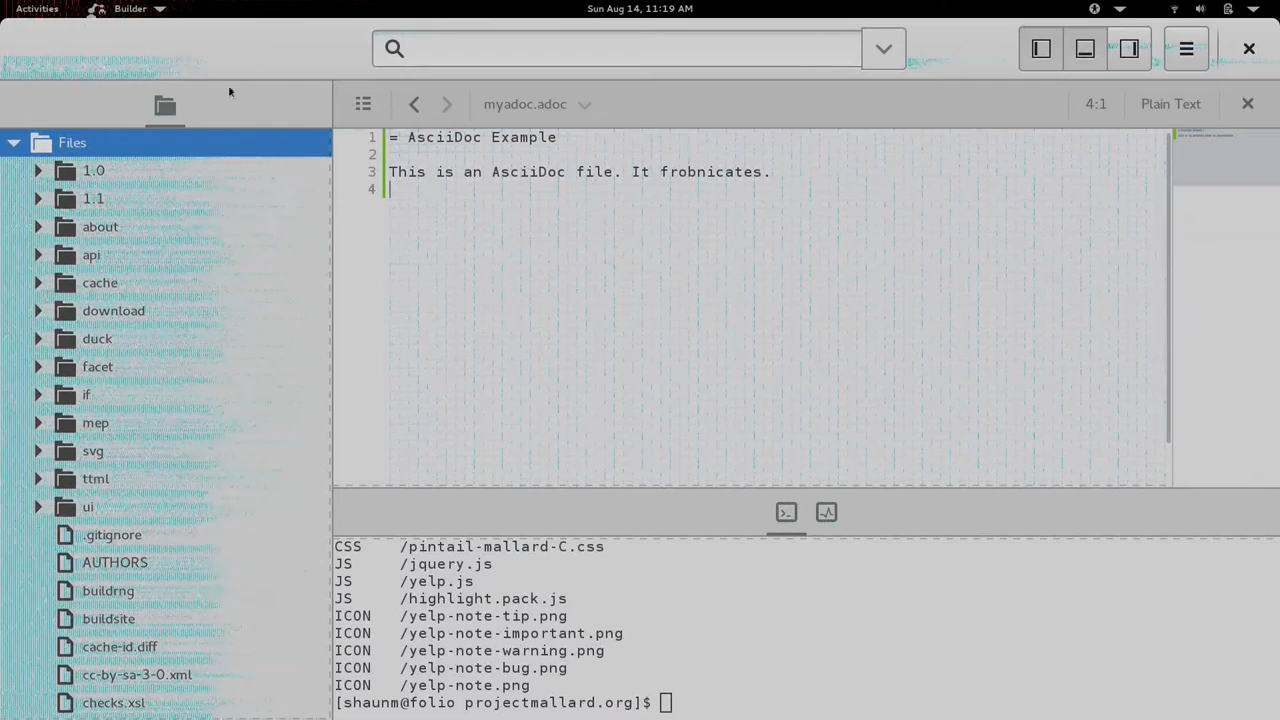 Activities Builder Sun Aug 14, 11:19 AM
myadoc.adoc 4:1 Plain Text
Files
1.0
1.1
about
api
cache
download
duck
facet
if
mep
svg
ttml
ui
.gitignore
AUTHORS
buildrng
buildsite
cache-id.diff
cc-by-sa-3-0.xml
checks.xsl
1 = AsciiDoc Example
2
3 This is an AsciiDoc file. It frobnicates.
4
CSS /pintail-mallard-C.css
JS /jquery.js
JS /yelp.js
JS /highlight.pack.js
ICON /yelp-note-tip.png
ICON /yelp-note-important.png
ICON /yelp-note-warning.png
ICON /yelp-note-bug.png
ICON /yelp-note.png
[shaunm@folio projectmallard.org]$